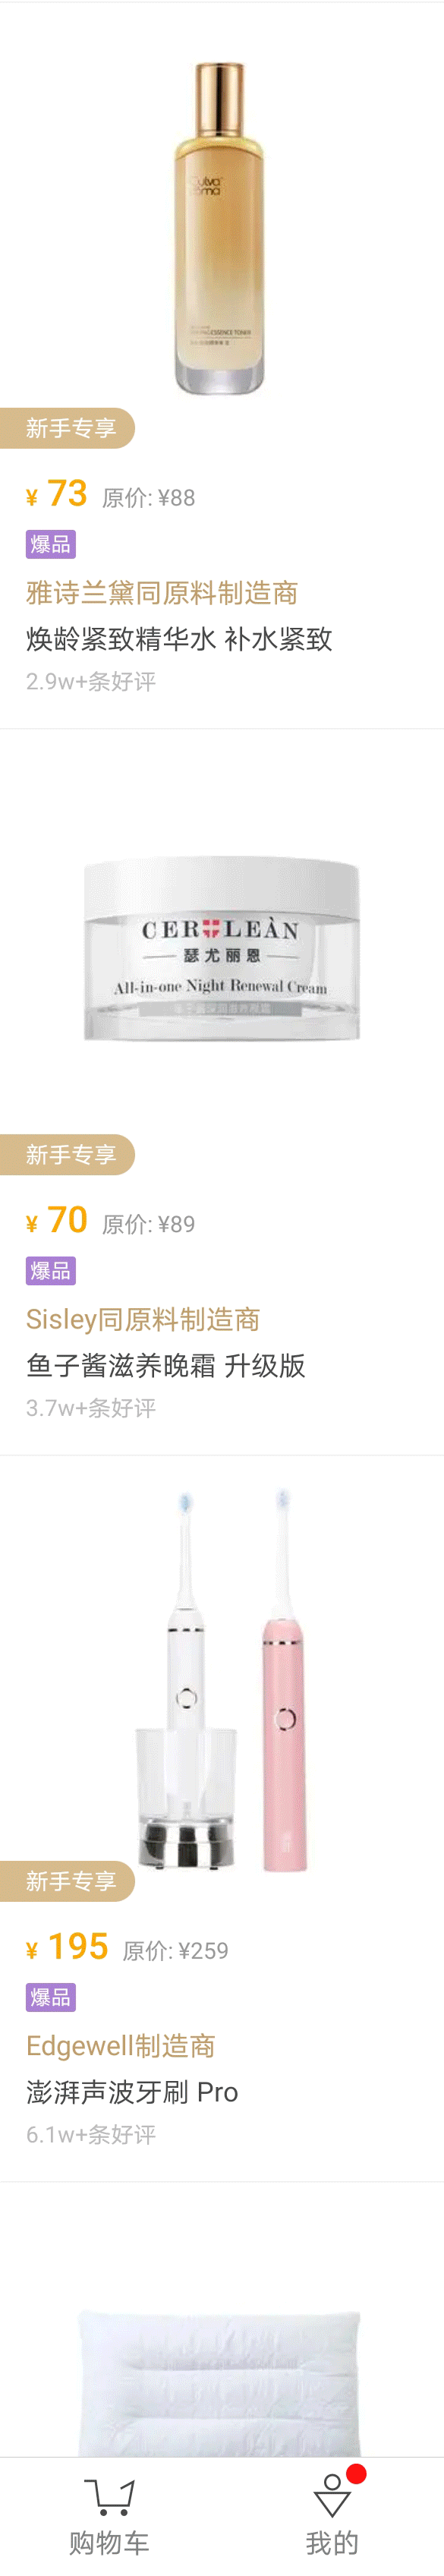 ESSENCE TONER
新手专享
¥ 73 原价: ¥88
爆品
雅诗兰黛同原料制造商
焕龄紧致精华水 补水紧致
2.9w+条好评
CER LEÀN
瑟尤丽恩
All-in-one Night Renewal Cream
新手专享
¥ 70 原价: ¥89
爆品
Sisley同原料制造商
鱼子酱滋养晚霜 升级版
3.7w+条好评
新手专享
¥ 195 原价: ¥259
爆品
Edgewell制造商
澎湃声波牙刷 Pro
6.1w+条好评
购物车 我的